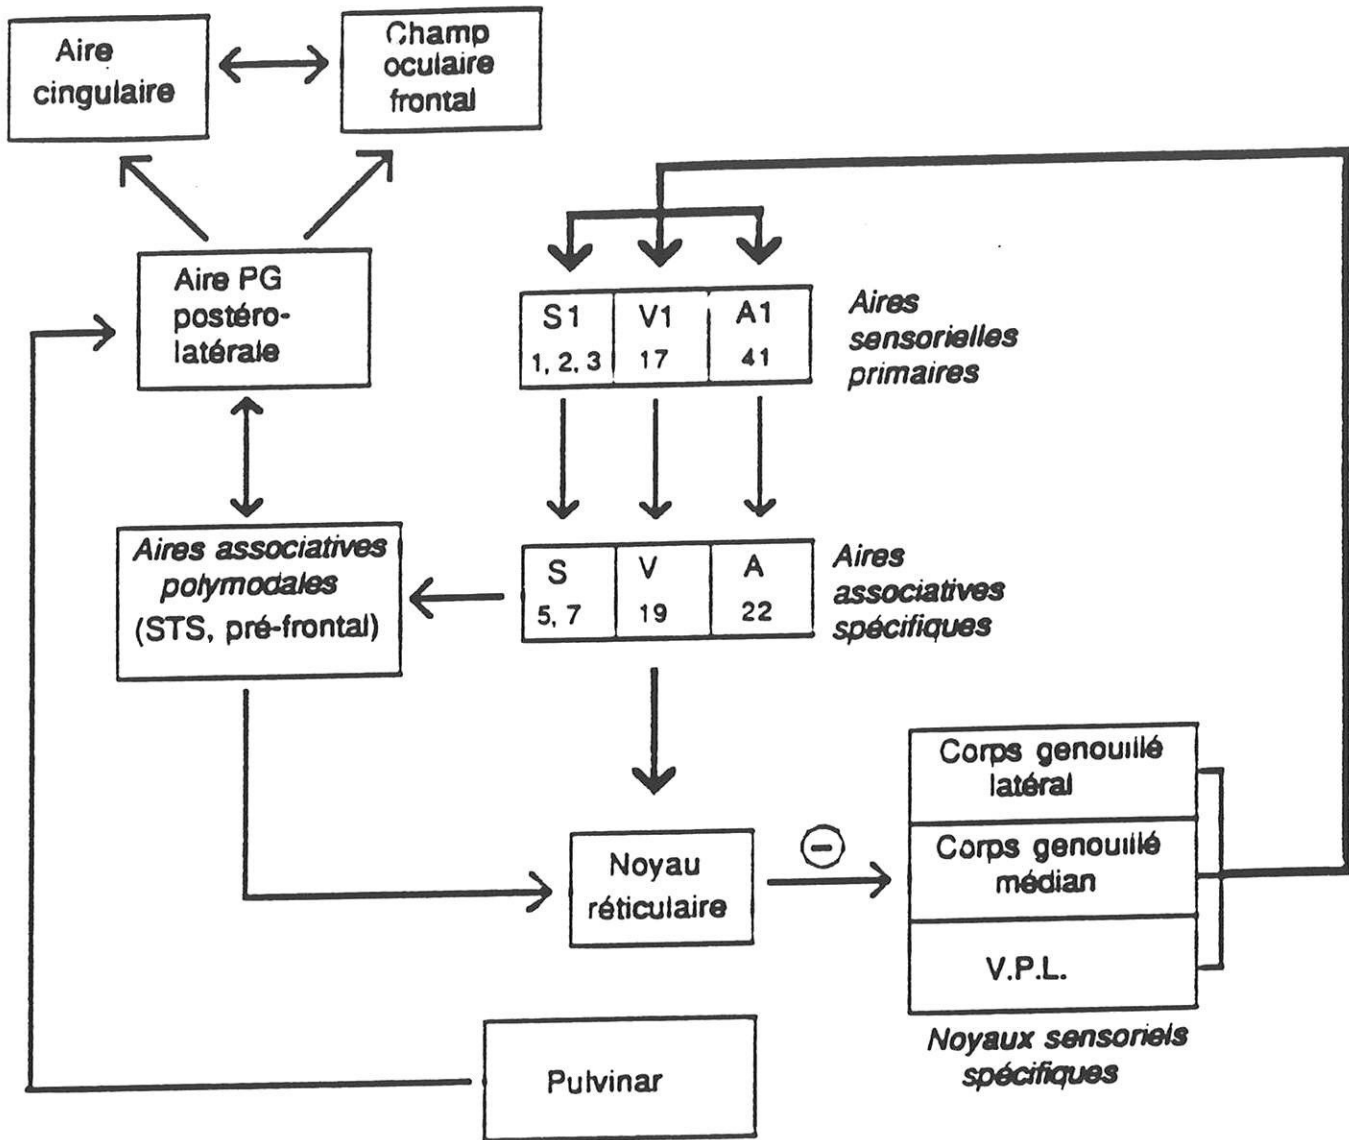 Aire
cingulaire
Champ
oculaire
frontal
Aire PG
postéro-
latérale
S1
V1
A1
1, 2, 3
17
41
Aires
sensorielles
primaires
Aires associatives
polymodales
(STS, pré-frontal)
S
V
A
5, 7
19
22
Aires
associatives
spécifiques
Noyau
réticulaire
−
Corps genouillé
latéral
Corps genouillé
médian
V.P.L.
Noyaux sensoriels
spécifiques
Pulvinar